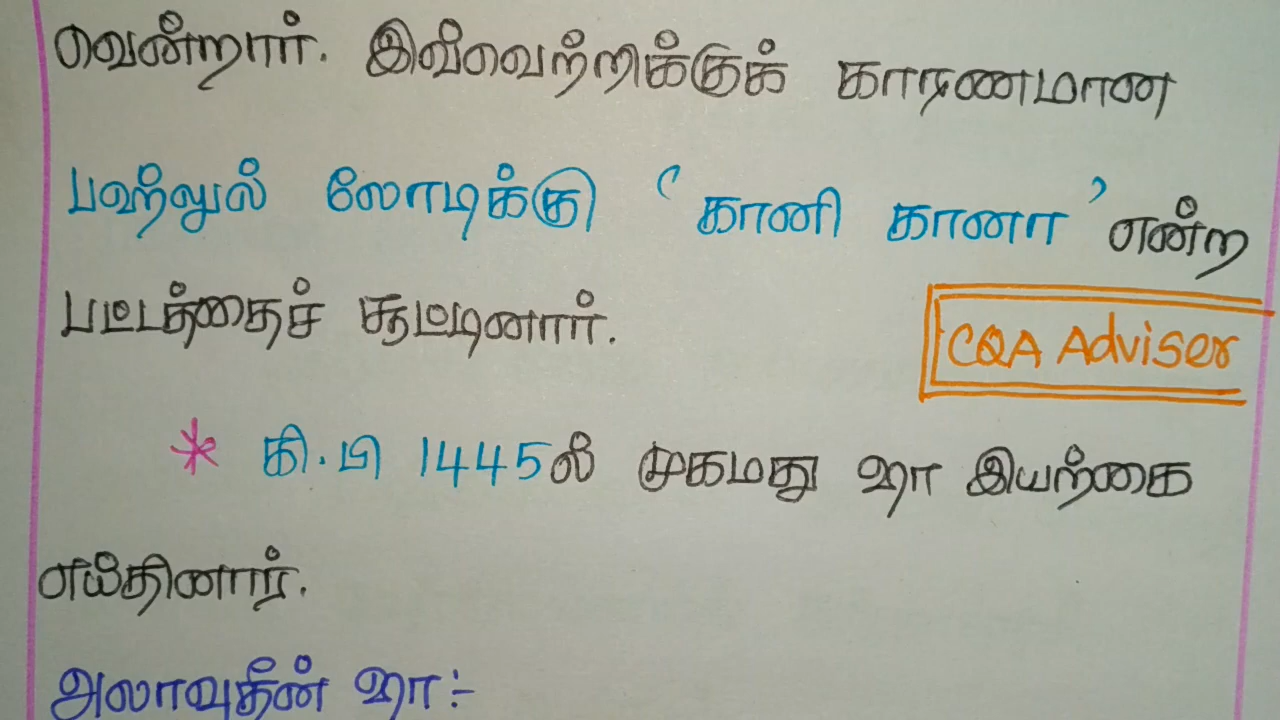 வென்றார். இவ்வெற்றிக்குக் காரணமான
பஹ்லுல் லோடிக்கு 'கானி கானா' என்ற
பட்டத்தைச் சூட்டினார்.
CQA Adviser
* கி.பி 1445ல் முகமது ஷா இயற்கை
எய்தினார்.
அலாவுதீன் ஷா:-